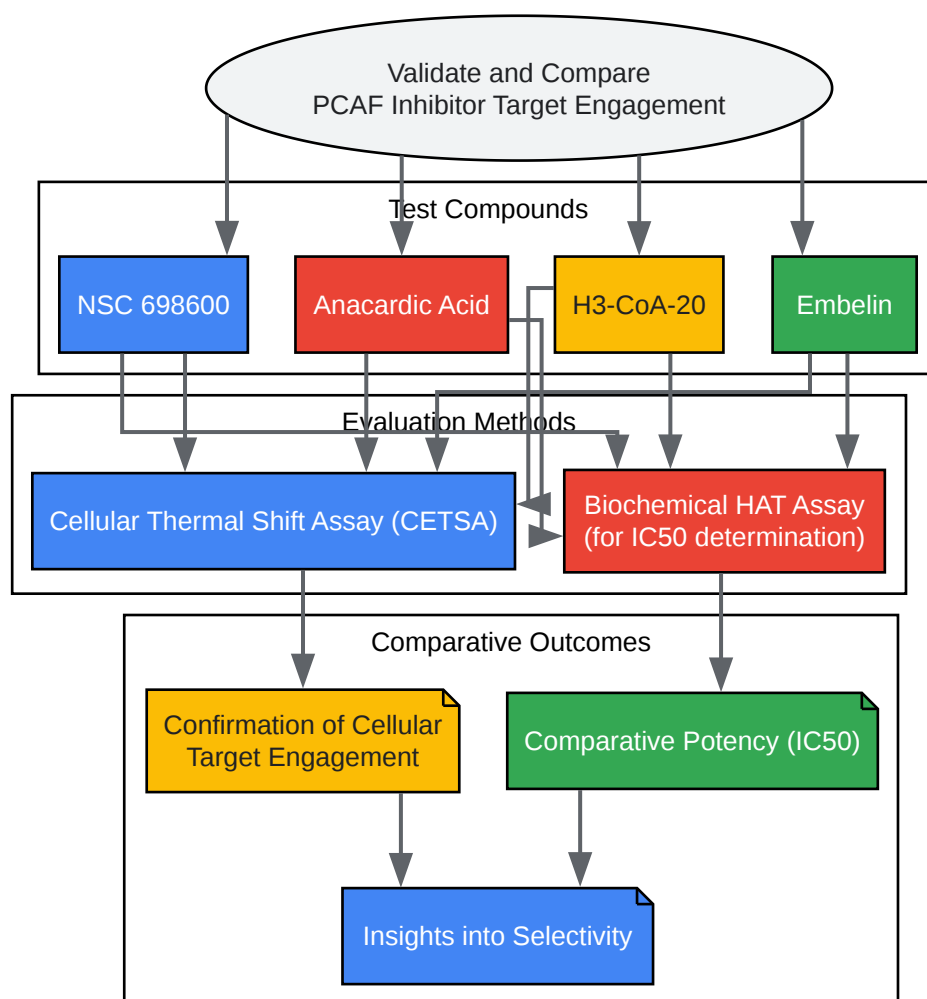 Validate and Compare
PCAF Inhibitor Target Engagement
Test Compounds
NSC 698600
Anacardic Acid
H3-CoA-20
Embelin
Evaluation Methods
Cellular Thermal Shift Assay (CETSA)
Biochemical HAT Assay
(for IC50 determination)
Comparative Outcomes
Confirmation of Cellular
Target Engagement
Comparative Potency (IC50)
Insights into Selectivity